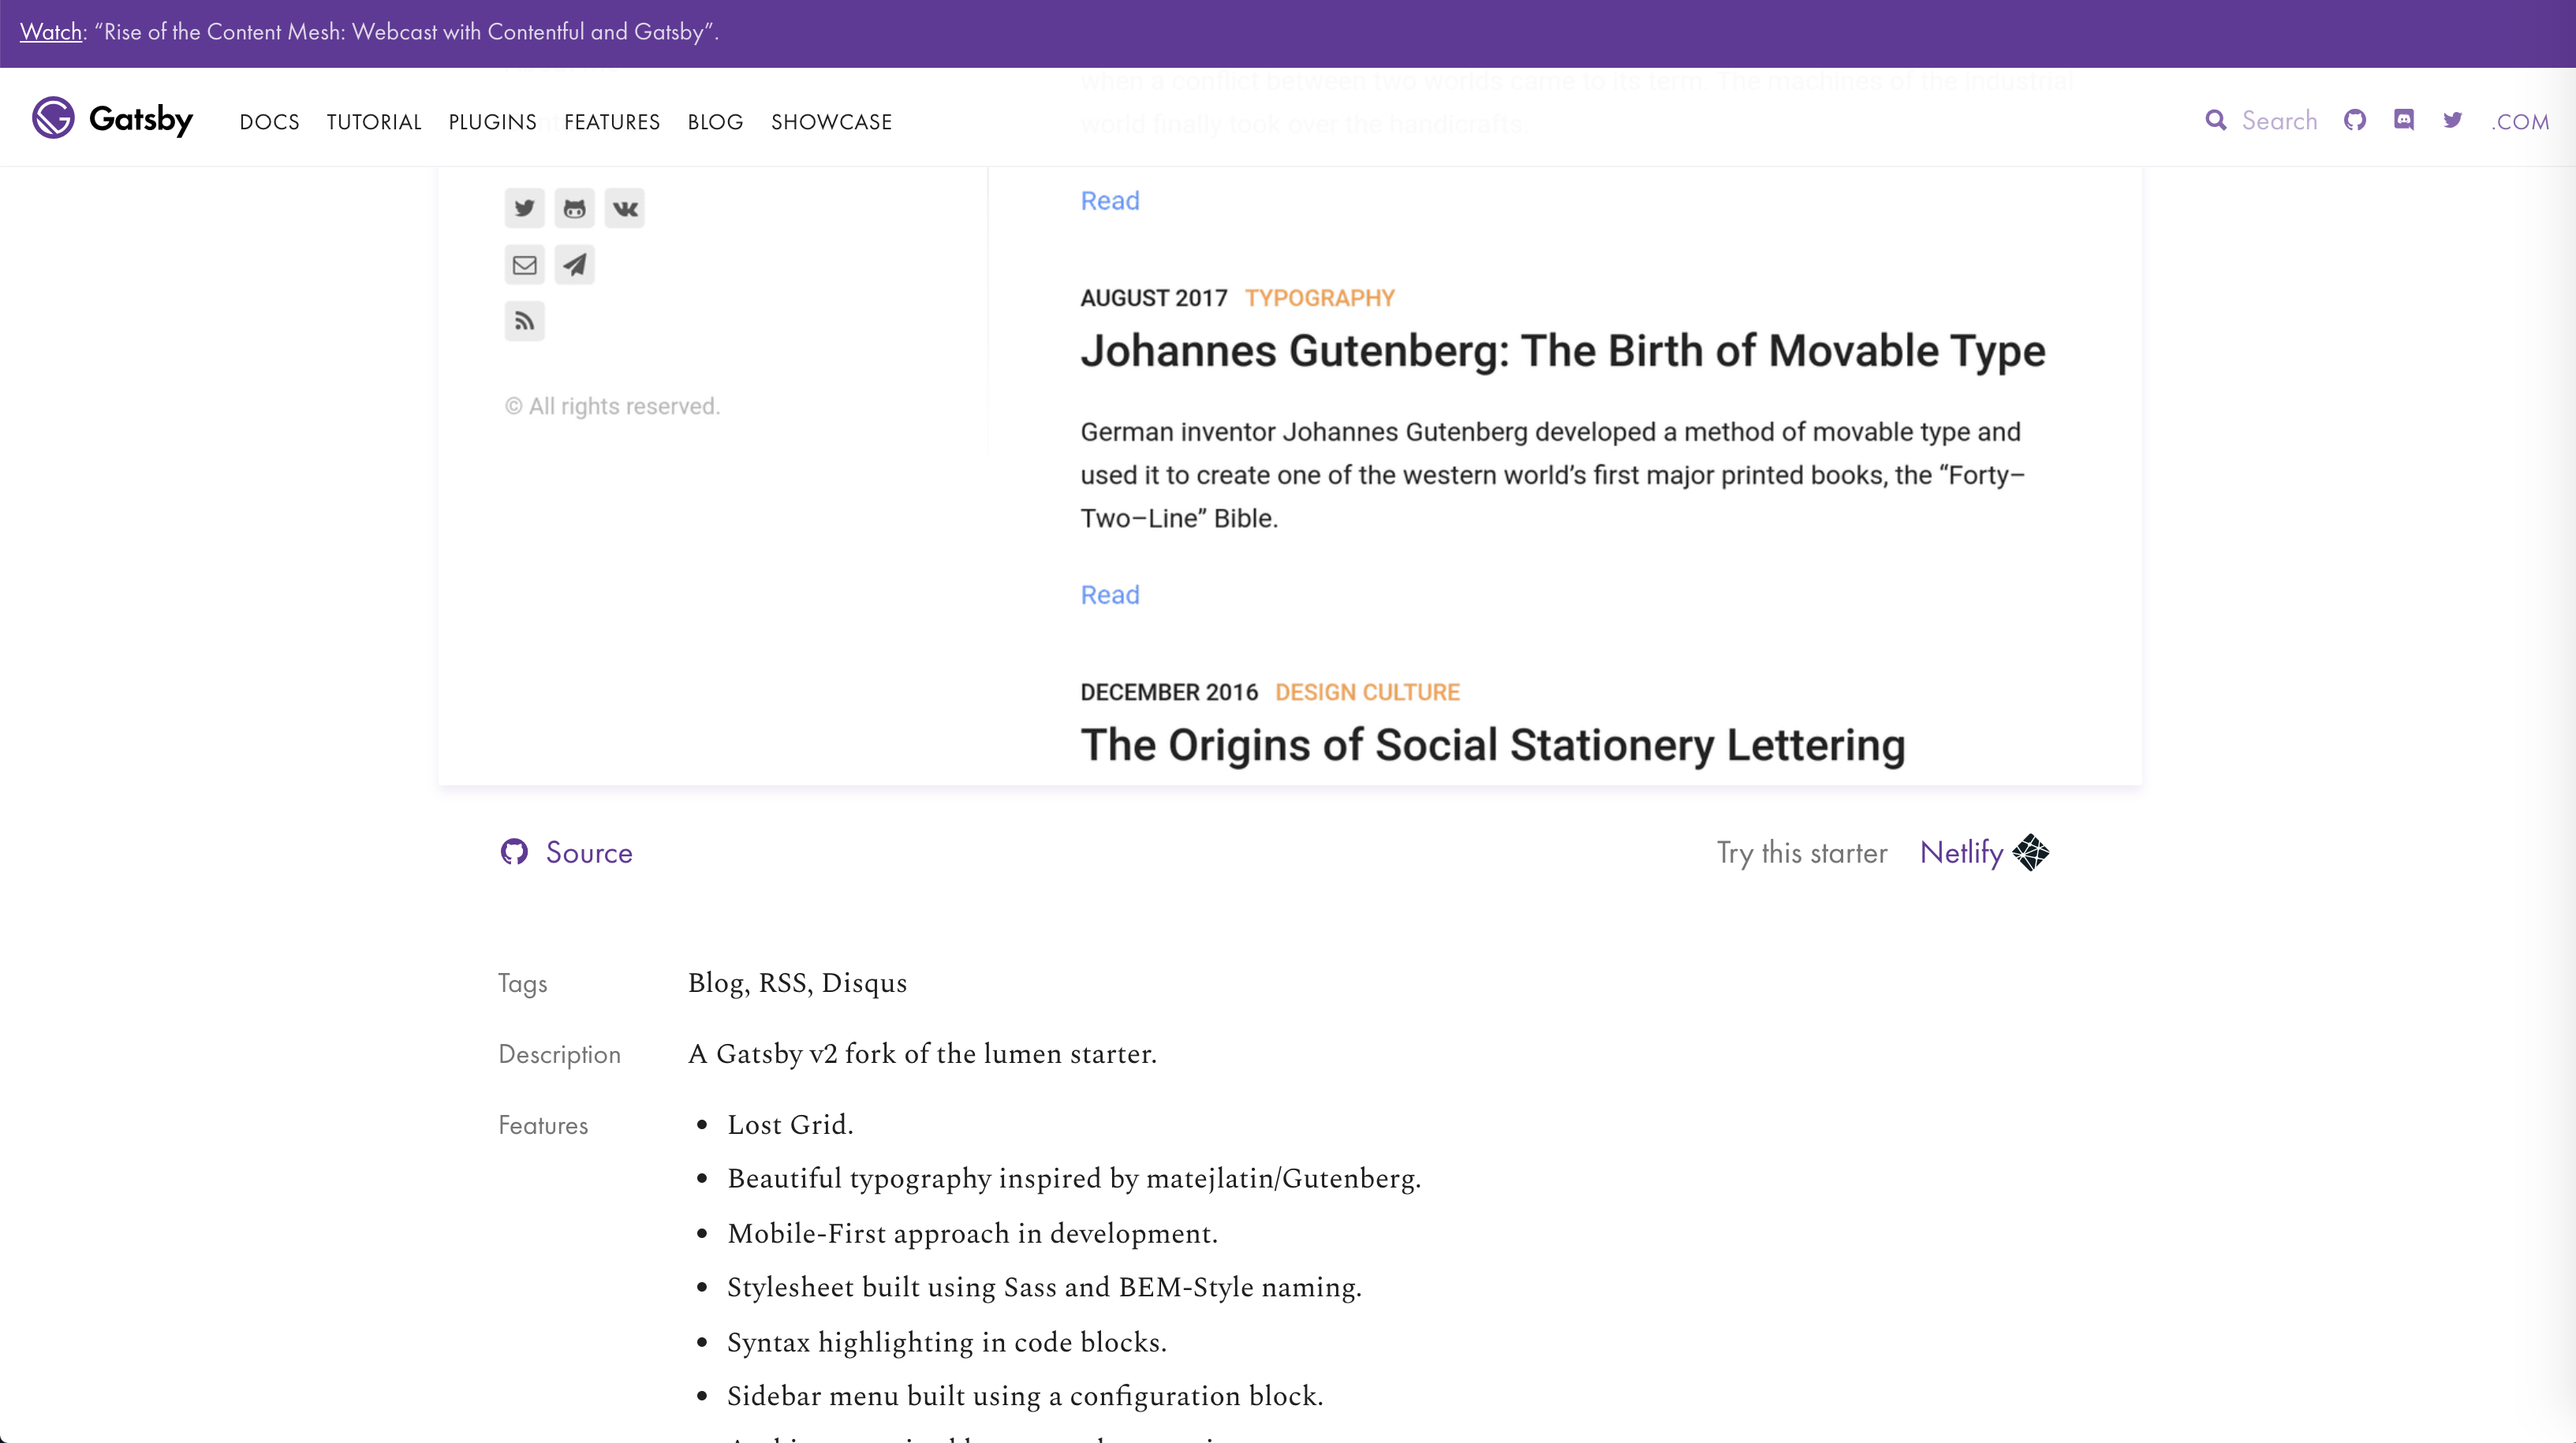 Watch: “Rise of the Content Mesh: Webcast with Contentful and Gatsby”.
when a conflict between two worlds came to its term. The machines of the industrial
Gatsby DOCS TUTORIAL PLUGINS FEATURES BLOG SHOWCASE Search .COM
world finally took over the handicrafts.
Read
© All rights reserved.
AUGUST 2017 TYPOGRAPHY
Johannes Gutenberg: The Birth of Movable Type
German inventor Johannes Gutenberg developed a method of movable type and
used it to create one of the western world’s first major printed books, the “Forty–
Two–Line” Bible.
Read
DECEMBER 2016 DESIGN CULTURE
The Origins of Social Stationery Lettering
Source
Try this starter Netlify
Tags Blog, RSS, Disqus
Description A Gatsby v2 fork of the lumen starter.
Features
• Lost Grid.
• Beautiful typography inspired by matejlatin/Gutenberg.
• Mobile-First approach in development.
• Stylesheet built using Sass and BEM-Style naming.
• Syntax highlighting in code blocks.
• Sidebar menu built using a configuration block.